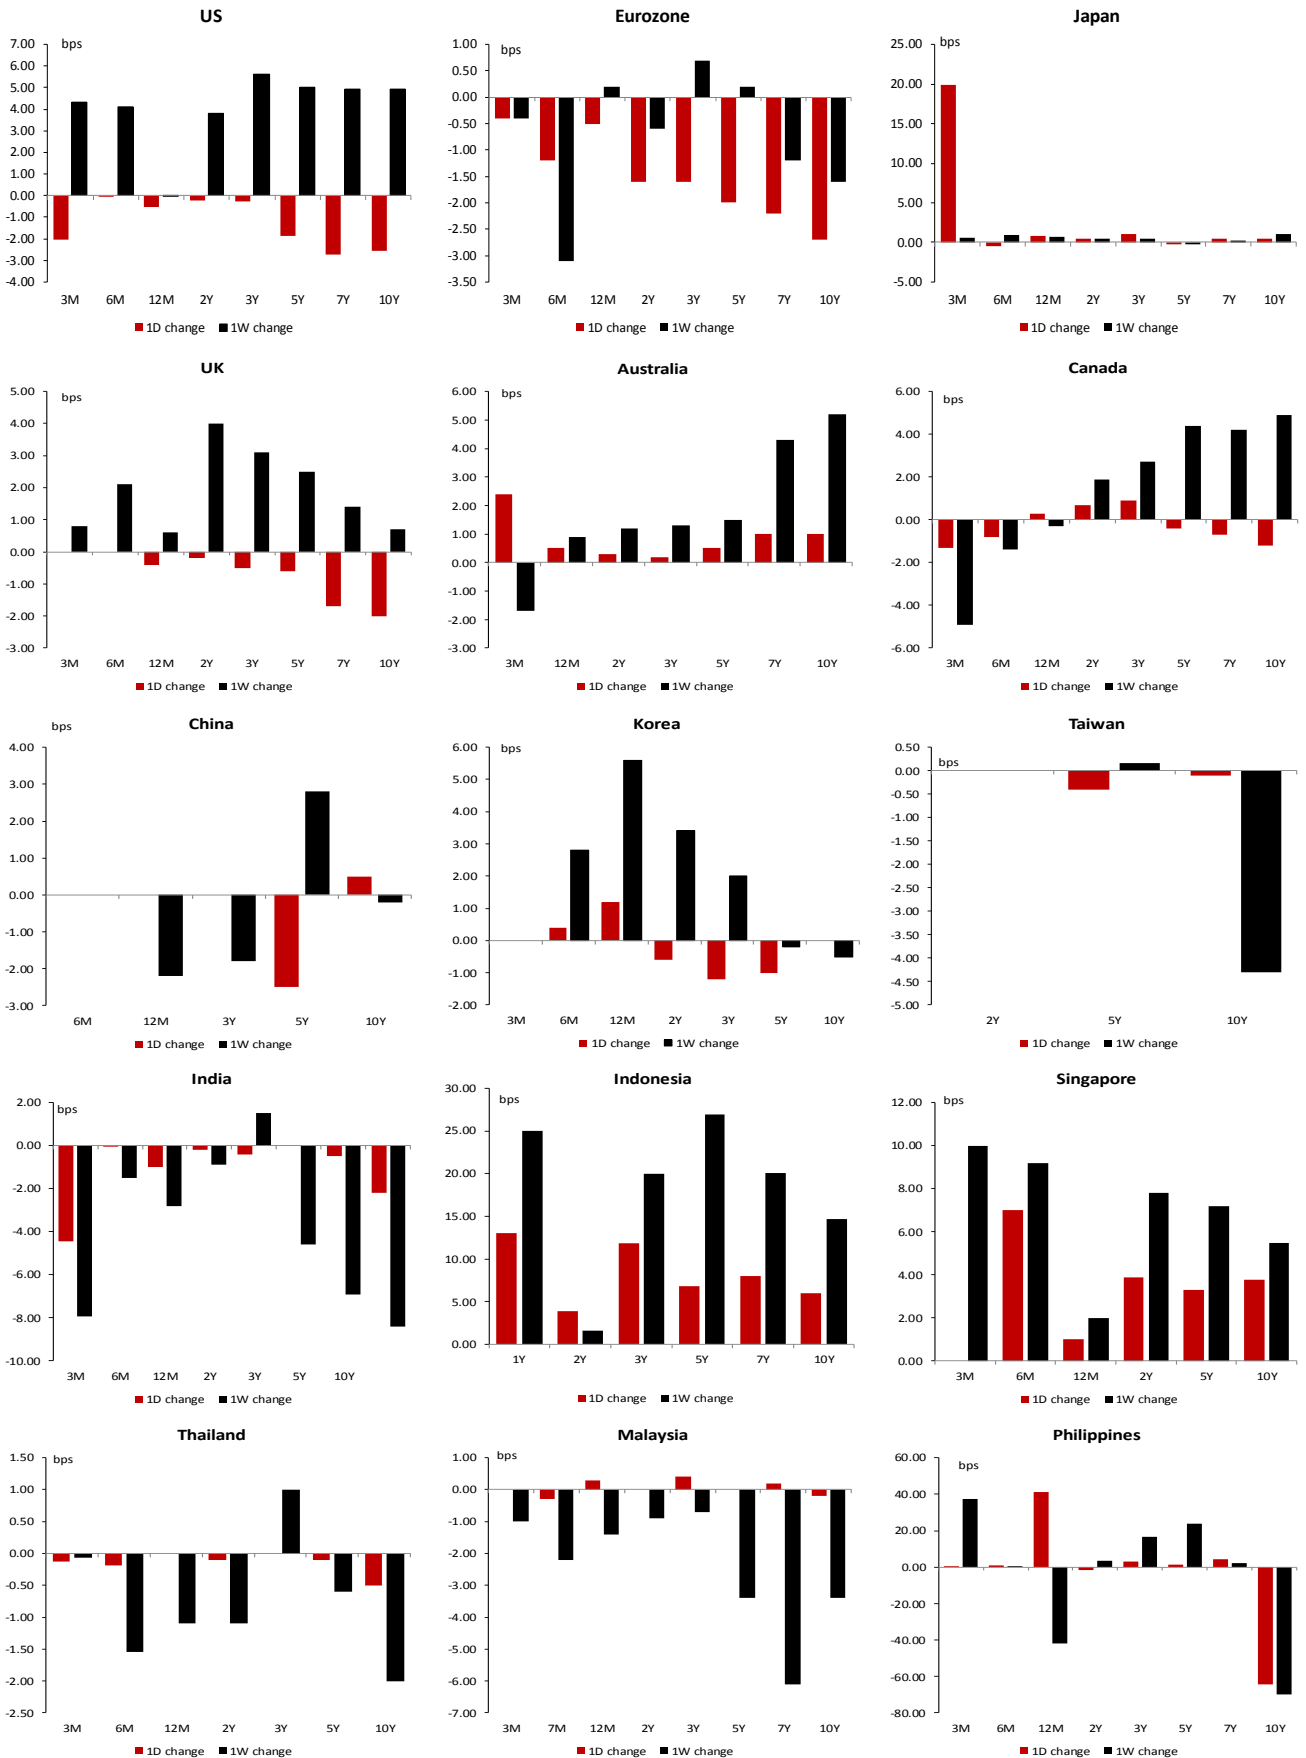 US
bps
7.00
6.00
5.00
4.00
3.00
2.00
1.00
0.00
-1.00
-2.00
-3.00
-4.00
3M 6M 12M 2Y 3Y 5Y 7Y 10Y
1D change 1W change
Eurozone
bps
1.00
0.50
0.00
-0.50
-1.00
-1.50
-2.00
-2.50
-3.00
-3.50
3M 6M 12M 2Y 3Y 5Y 7Y 10Y
1D change 1W change
Japan
bps
25.00
20.00
15.00
10.00
5.00
0.00
-5.00
3M 6M 12M 2Y 3Y 5Y 7Y 10Y
1D change 1W change
UK
bps
5.00
4.00
3.00
2.00
1.00
0.00
-1.00
-2.00
-3.00
3M 6M 12M 2Y 3Y 5Y 7Y 10Y
1D change 1W change
Australia
bps
6.00
5.00
4.00
3.00
2.00
1.00
0.00
-1.00
-2.00
-3.00
3M 12M 2Y 3Y 5Y 7Y 10Y
1D change 1W change
Canada
bps
6.00
4.00
2.00
0.00
-2.00
-4.00
-6.00
3M 6M 12M 2Y 3Y 5Y 7Y 10Y
1D change 1W change
China
bps
4.00
3.00
2.00
1.00
0.00
-1.00
-2.00
-3.00
6M 12M 3Y 5Y 10Y
1D change 1W change
Korea
bps
6.00
5.00
4.00
3.00
2.00
1.00
0.00
-1.00
-2.00
3M 6M 12M 2Y 3Y 5Y 10Y
1D change 1W change
Taiwan
bps
0.50
0.00
-0.50
-1.00
-1.50
-2.00
-2.50
-3.00
-3.50
-4.00
-4.50
-5.00
2Y 5Y 10Y
1D change 1W change
India
bps
2.00
0.00
-2.00
-4.00
-6.00
-8.00
-10.00
3M 6M 12M 2Y 3Y 5Y 10Y
1D change 1W change
Indonesia
bps
30.00
25.00
20.00
15.00
10.00
5.00
0.00
1Y 2Y 3Y 5Y 7Y 10Y
1D change 1W change
Singapore
bps
12.00
10.00
8.00
6.00
4.00
2.00
0.00
3M 6M 12M 2Y 5Y 10Y
1D change 1W change
Thailand
bps
1.50
1.00
0.50
0.00
-0.50
-1.00
-1.50
-2.00
-2.50
3M 6M 12M 2Y 3Y 5Y 10Y
1D change 1W change
Malaysia
bps
1.00
0.00
-1.00
-2.00
-3.00
-4.00
-5.00
-6.00
-7.00
3M 7M 12M 2Y 3Y 5Y 7Y 10Y
1D change 1W change
Philippines
bps
60.00
40.00
20.00
0.00
-20.00
-40.00
-60.00
-80.00
3M 6M 12M 2Y 3Y 5Y 7Y 10Y
1D change 1W change